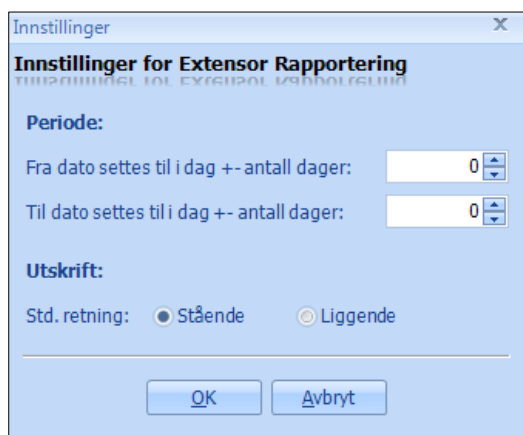 Innstillinger
Innstillinger for Extensor Rapportering
Periode:
Fra dato settes til i dag +- antall dager: 0
Til dato settes til i dag +- antall dager: 0
Utskrift:
Std. retning: Stående Liggende
OK Avbryt